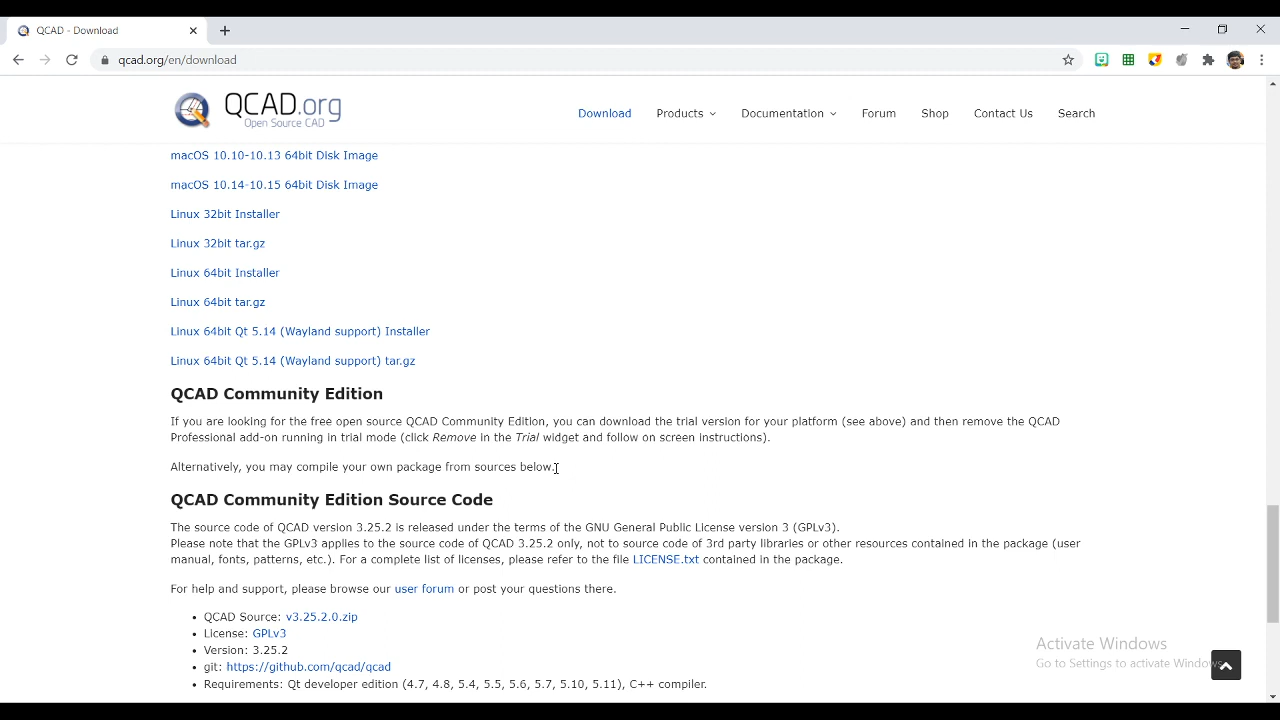 QCAD - Download
qcad.org/en/download
QCAD.org
Open Source CAD
Download Products Documentation Forum Shop Contact Us Search
macOS 10.10-10.13 64bit Disk Image
macOS 10.14-10.15 64bit Disk Image
Linux 32bit Installer
Linux 32bit tar.gz
Linux 64bit Installer
Linux 64bit tar.gz
Linux 64bit Qt 5.14 (Wayland support) Installer
Linux 64bit Qt 5.14 (Wayland support) tar.gz
QCAD Community Edition
If you are looking for the free open source QCAD Community Edition, you can download the trial version for your platform (see above) and then remove the QCAD
Professional add-on running in trial mode (click Remove in the Trial widget and follow on screen instructions).
Alternatively, you may compile your own package from sources below.
QCAD Community Edition Source Code
The source code of QCAD version 3.25.2 is released under the terms of the GNU General Public License version 3 (GPLv3).
Please note that the GPLv3 applies to the source code of QCAD 3.25.2 only, not to source code of 3rd party libraries or other resources contained in the package (user
manual, fonts, patterns, etc.). For a complete list of licenses, please refer to the file LICENSE.txt contained in the package.
For help and support, please browse our user forum or post your questions there.
• QCAD Source: v3.25.2.0.zip
• License: GPLv3
• Version: 3.25.2
• git: https://github.com/qcad/qcad
• Requirements: Qt developer edition (4.7, 4.8, 5.4, 5.5, 5.6, 5.7, 5.10, 5.11), C++ compiler.
Activate Windows
Go to Settings to activate Windows.